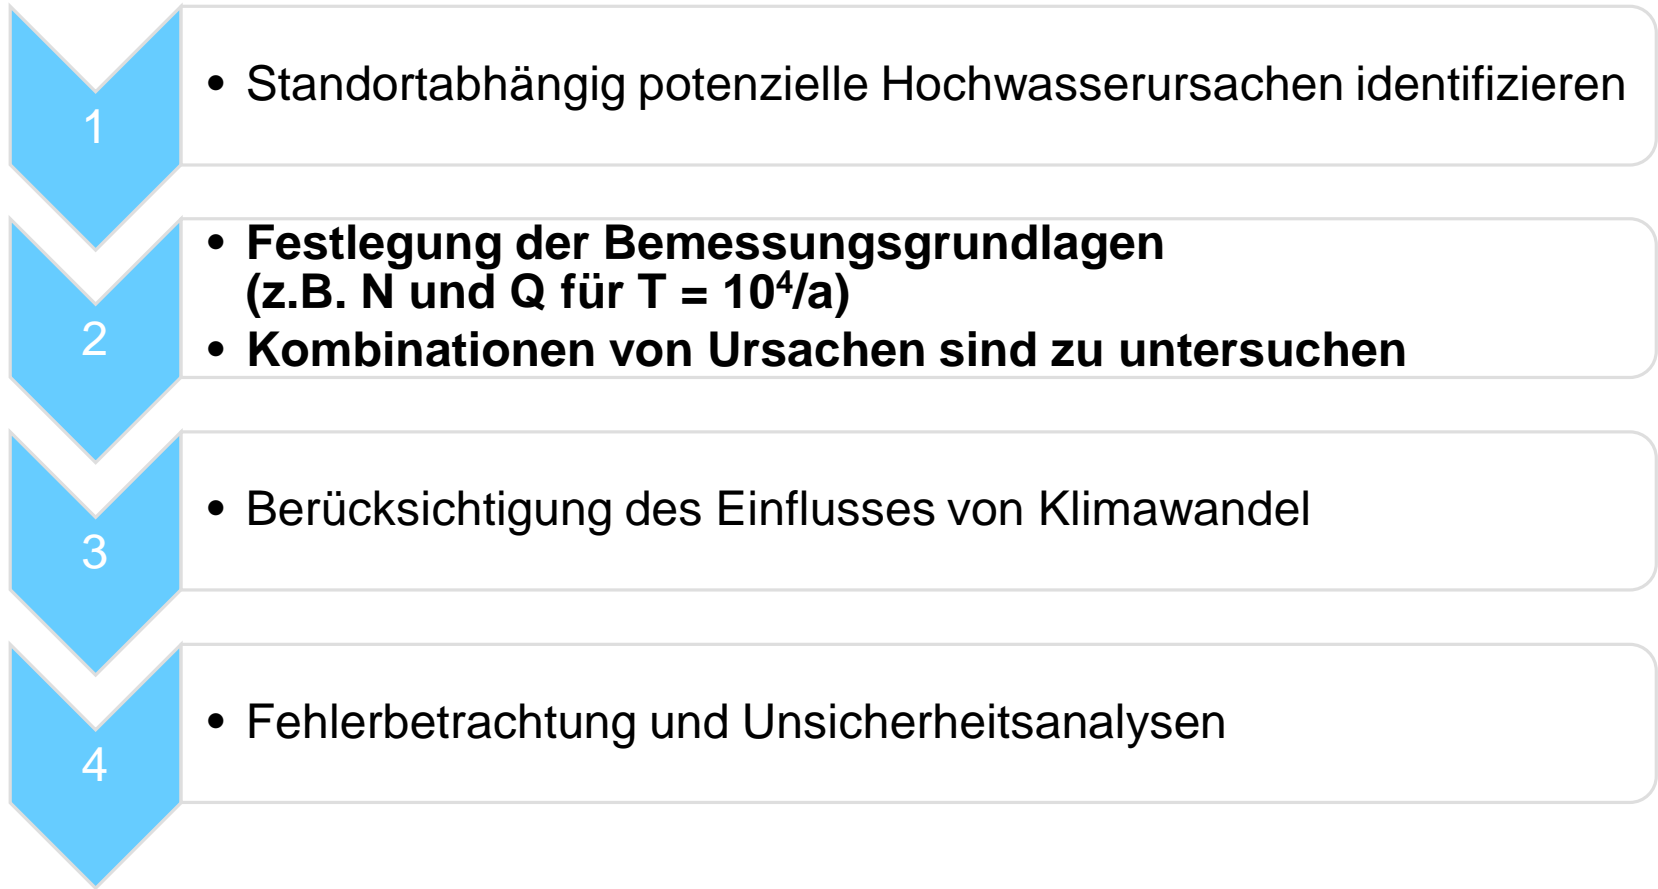 1
• Standortabhängig potenzielle Hochwasserursachen identifizieren
2
• Festlegung der Bemessungsgrundlagen
(z.B. N und Q für T = 10⁴/a)
• Kombinationen von Ursachen sind zu untersuchen
3
• Berücksichtigung des Einflusses von Klimawandel
4
• Fehlerbetrachtung und Unsicherheitsanalysen